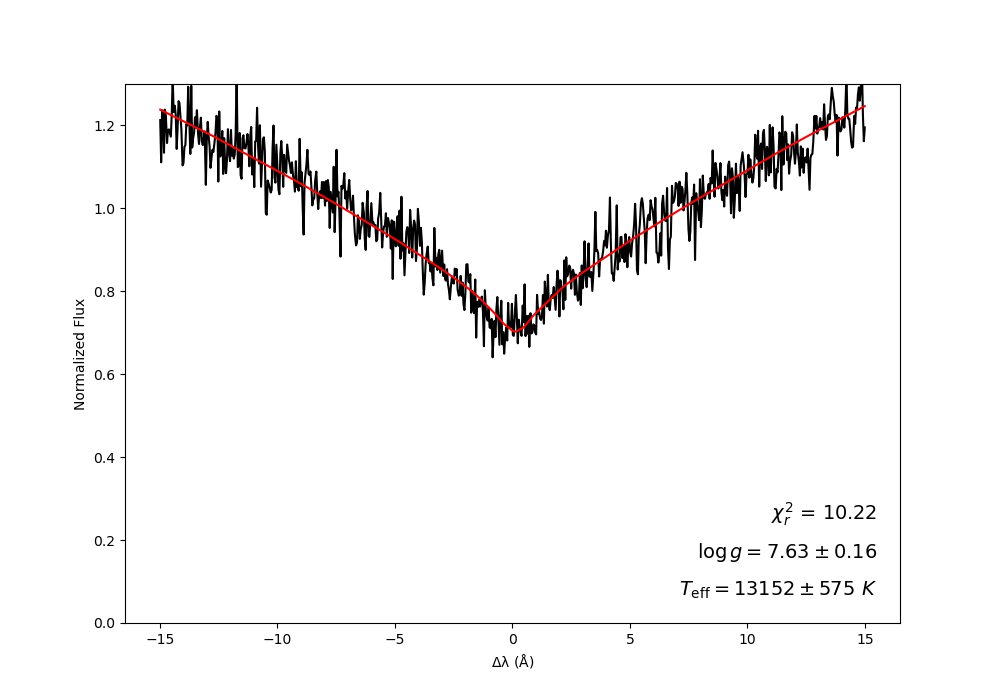 1.2
1.0
0.8
0.6
0.4
0.2
0.0
Normalized Flux
χ²ᵣ = 10.22
log g = 7.63 ± 0.16
T_eff = 13152 ± 575 K
−15 −10 −5 0 5 10 15
Δλ (Å)